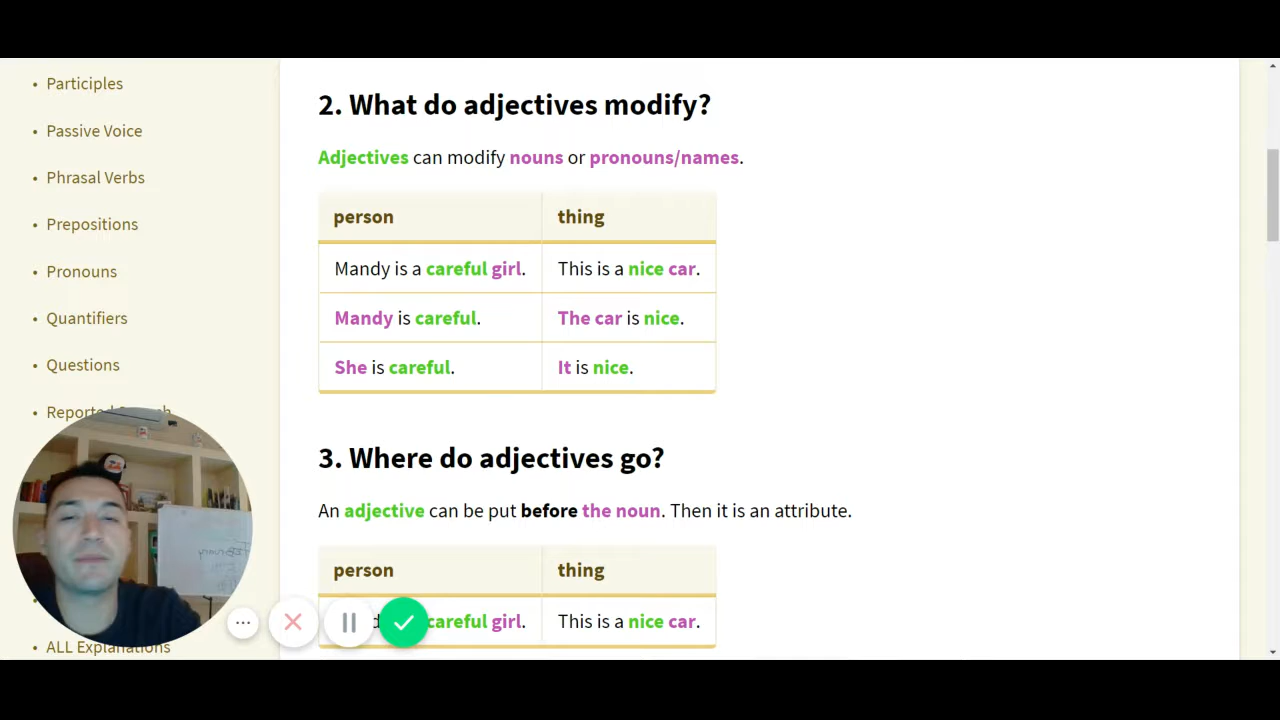 • Participles
• Passive Voice
• Phrasal Verbs
• Prepositions
• Pronouns
• Quantifiers
• Questions
• Reported
• ALL Explanations
2. What do adjectives modify?
Adjectives can modify nouns or pronouns/names.
person thing
Mandy is a careful girl. This is a nice car.
Mandy is careful. The car is nice.
She is careful. It is nice.
3. Where do adjectives go?
An adjective can be put before the noun. Then it is an attribute.
person thing
careful girl. This is a nice car.